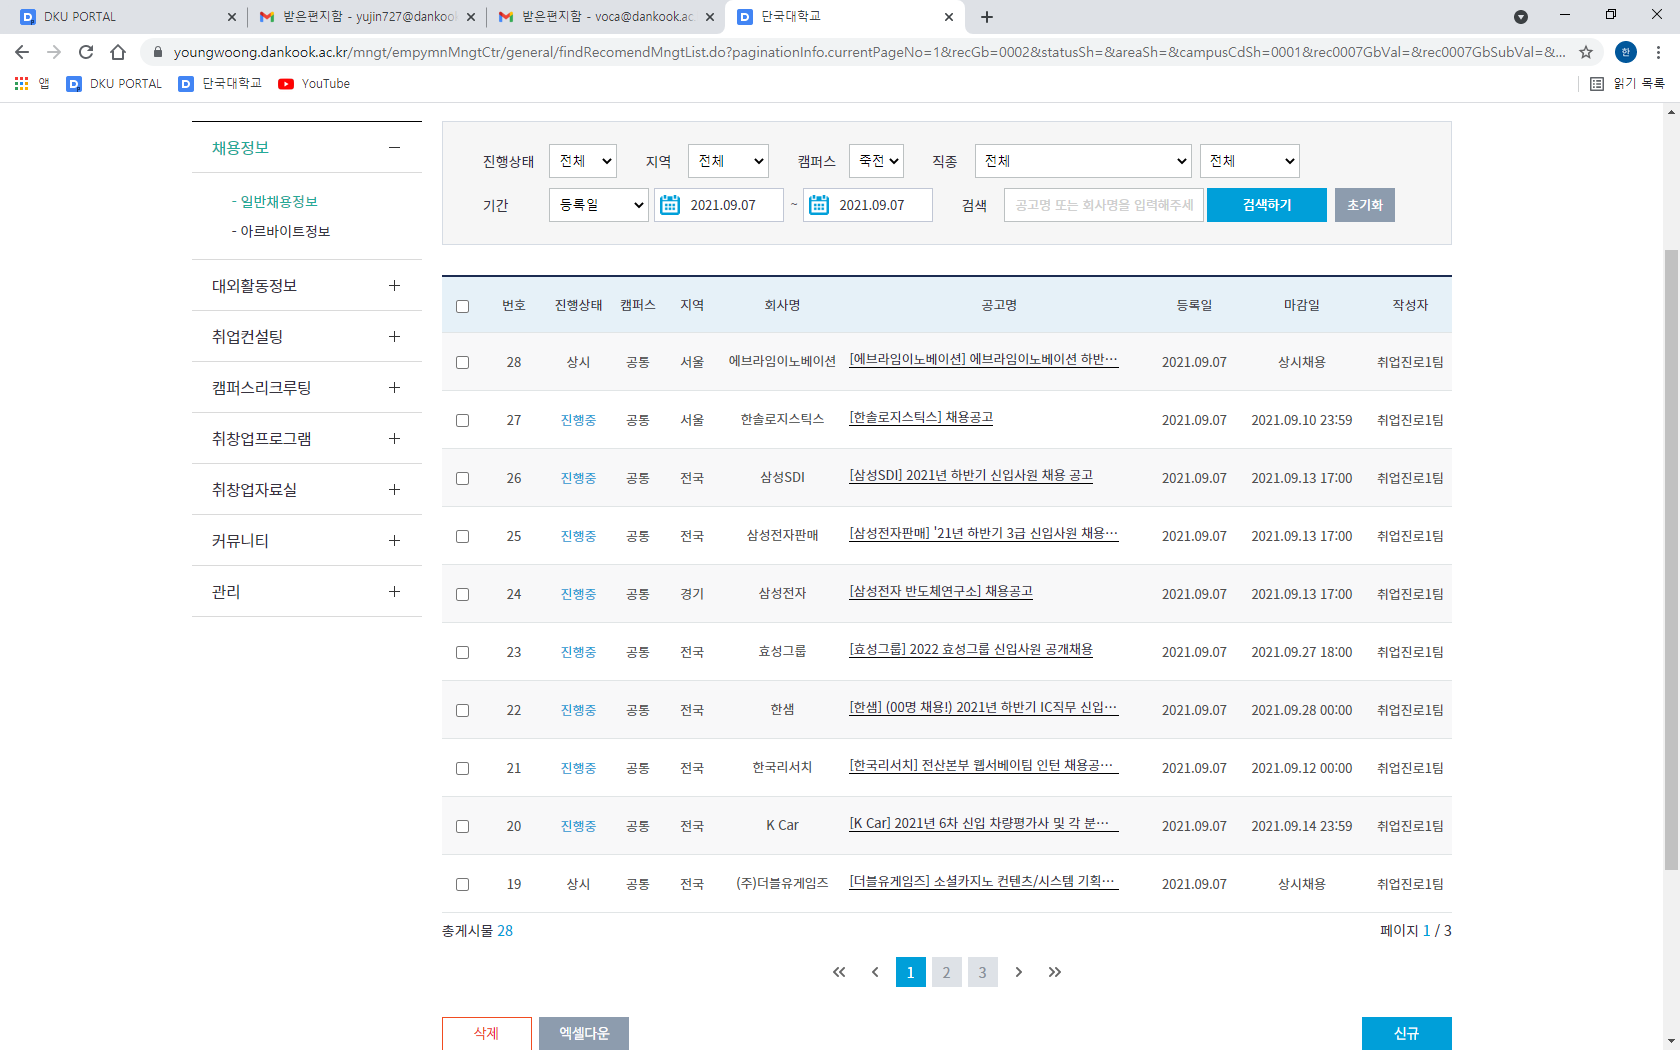 DKU PORTAL
받은편지함 - yujin727@dankook
받은편지함 - voca@dankook.ac.
단국대학교
youngwoong.dankook.ac.kr/mngt/empymnMngtCtr/general/findRecomendMngtList.do?paginationInfo.currentPageNo=1&recGb=0002&statusSh=&areaSh=&campusCdSh=0001&rec0007GbVal=&rec0007GbSubVal=&...
한
앱
DKU PORTAL
단국대학교
YouTube
읽기 목록
채용정보
- 일반채용정보
- 아르바이트정보
대외활동정보
취업컨설팅
캠퍼스리크루팅
취창업프로그램
취창업자료실
커뮤니티
관리
진행상태 전체 지역 전체 캠퍼스 죽전 직종 전체 전체
기간 등록일 2021.09.07 ~ 2021.09.07 검색 공고명 또는 회사명을 입력해주세 검색하기 초기화
번호 진행상태 캠퍼스 지역 회사명 공고명 등록일 마감일 작성자
28 상시 공통 서울 에브라임이노베이션 [에브라임이노베이션] 에브라임이노베이션 하반… 2021.09.07 상시채용 취업진로1팀
27 진행중 공통 서울 한솔로지스틱스 [한솔로지스틱스] 채용공고 2021.09.07 2021.09.10 23:59 취업진로1팀
26 진행중 공통 전국 삼성SDI [삼성SDI] 2021년 하반기 신입사원 채용 공고 2021.09.07 2021.09.13 17:00 취업진로1팀
25 진행중 공통 전국 삼성전자판매 [삼성전자판매] '21년 하반기 3급 신입사원 채용… 2021.09.07 2021.09.13 17:00 취업진로1팀
24 진행중 공통 경기 삼성전자 [삼성전자 반도체연구소] 채용공고 2021.09.07 2021.09.13 17:00 취업진로1팀
23 진행중 공통 전국 효성그룹 [효성그룹] 2022 효성그룹 신입사원 공개채용 2021.09.07 2021.09.27 18:00 취업진로1팀
22 진행중 공통 전국 한샘 [한샘] (00명 채용!) 2021년 하반기 IC직무 신입… 2021.09.07 2021.09.28 00:00 취업진로1팀
21 진행중 공통 전국 한국리서치 [한국리서치] 전산본부 웹서베이팀 인턴 채용공… 2021.09.07 2021.09.12 00:00 취업진로1팀
20 진행중 공통 전국 K Car [K Car] 2021년 6차 신입 차량평가사 및 각 분… 2021.09.07 2021.09.14 23:59 취업진로1팀
19 상시 공통 전국 (주)더블유게임즈 [더블유게임즈] 소셜카지노 컨텐츠/시스템 기획… 2021.09.07 상시채용 취업진로1팀
총게시물 28 페이지 1 / 3
1 2 3
삭제 엑셀다운 신규